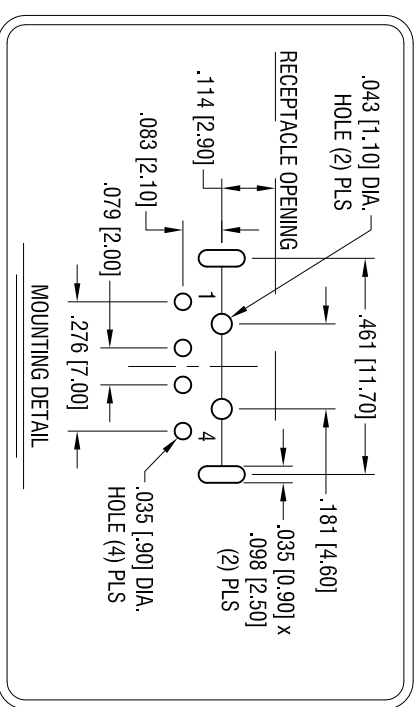 .043 [1.10] DIA.
HOLE (2) PLS
RECEPTACLE OPENING
.114 [2.90]
.083 [2.10]
.079 [2.00]
.461 [11.70]
.181 [4.60]
.035 [0.90] x
.098 [2.50]
(2) PLS
1
4
.276 [7.00]
.035 [.90] DIA.
HOLE (4) PLS
MOUNTING DETAIL